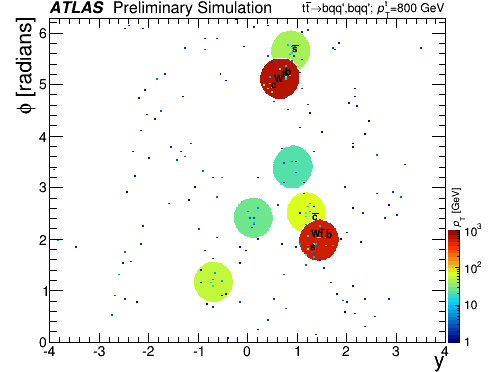 ATLAS Preliminary Simulation
tt̄→bqq',bqq'; p_T^t=800 GeV
ϕ [radians]
6
5
4
3
2
1
0
-4 -3 -2 -1 0 1 2 3 4
y
p_T [GeV]
10³
10²
10
1
s̄
b
W
c
c̄
W t̄ b̄
s